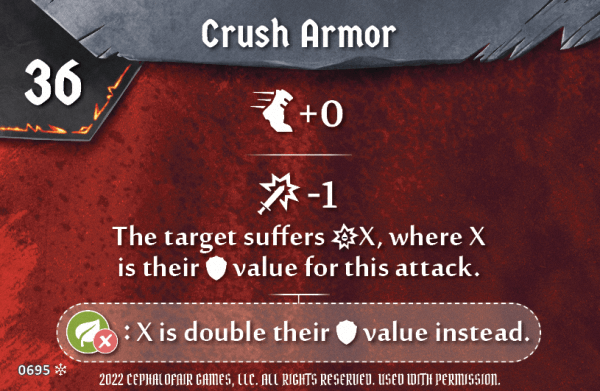 Crush Armor
36
+0
-1
The target suffers X, where X
is their value for this attack.
: X is double their value instead.
0695
2022 CEPHALOFAIR GAMES, LLC. ALL RIGHTS RESERVED. USED WITH PERMISSION.